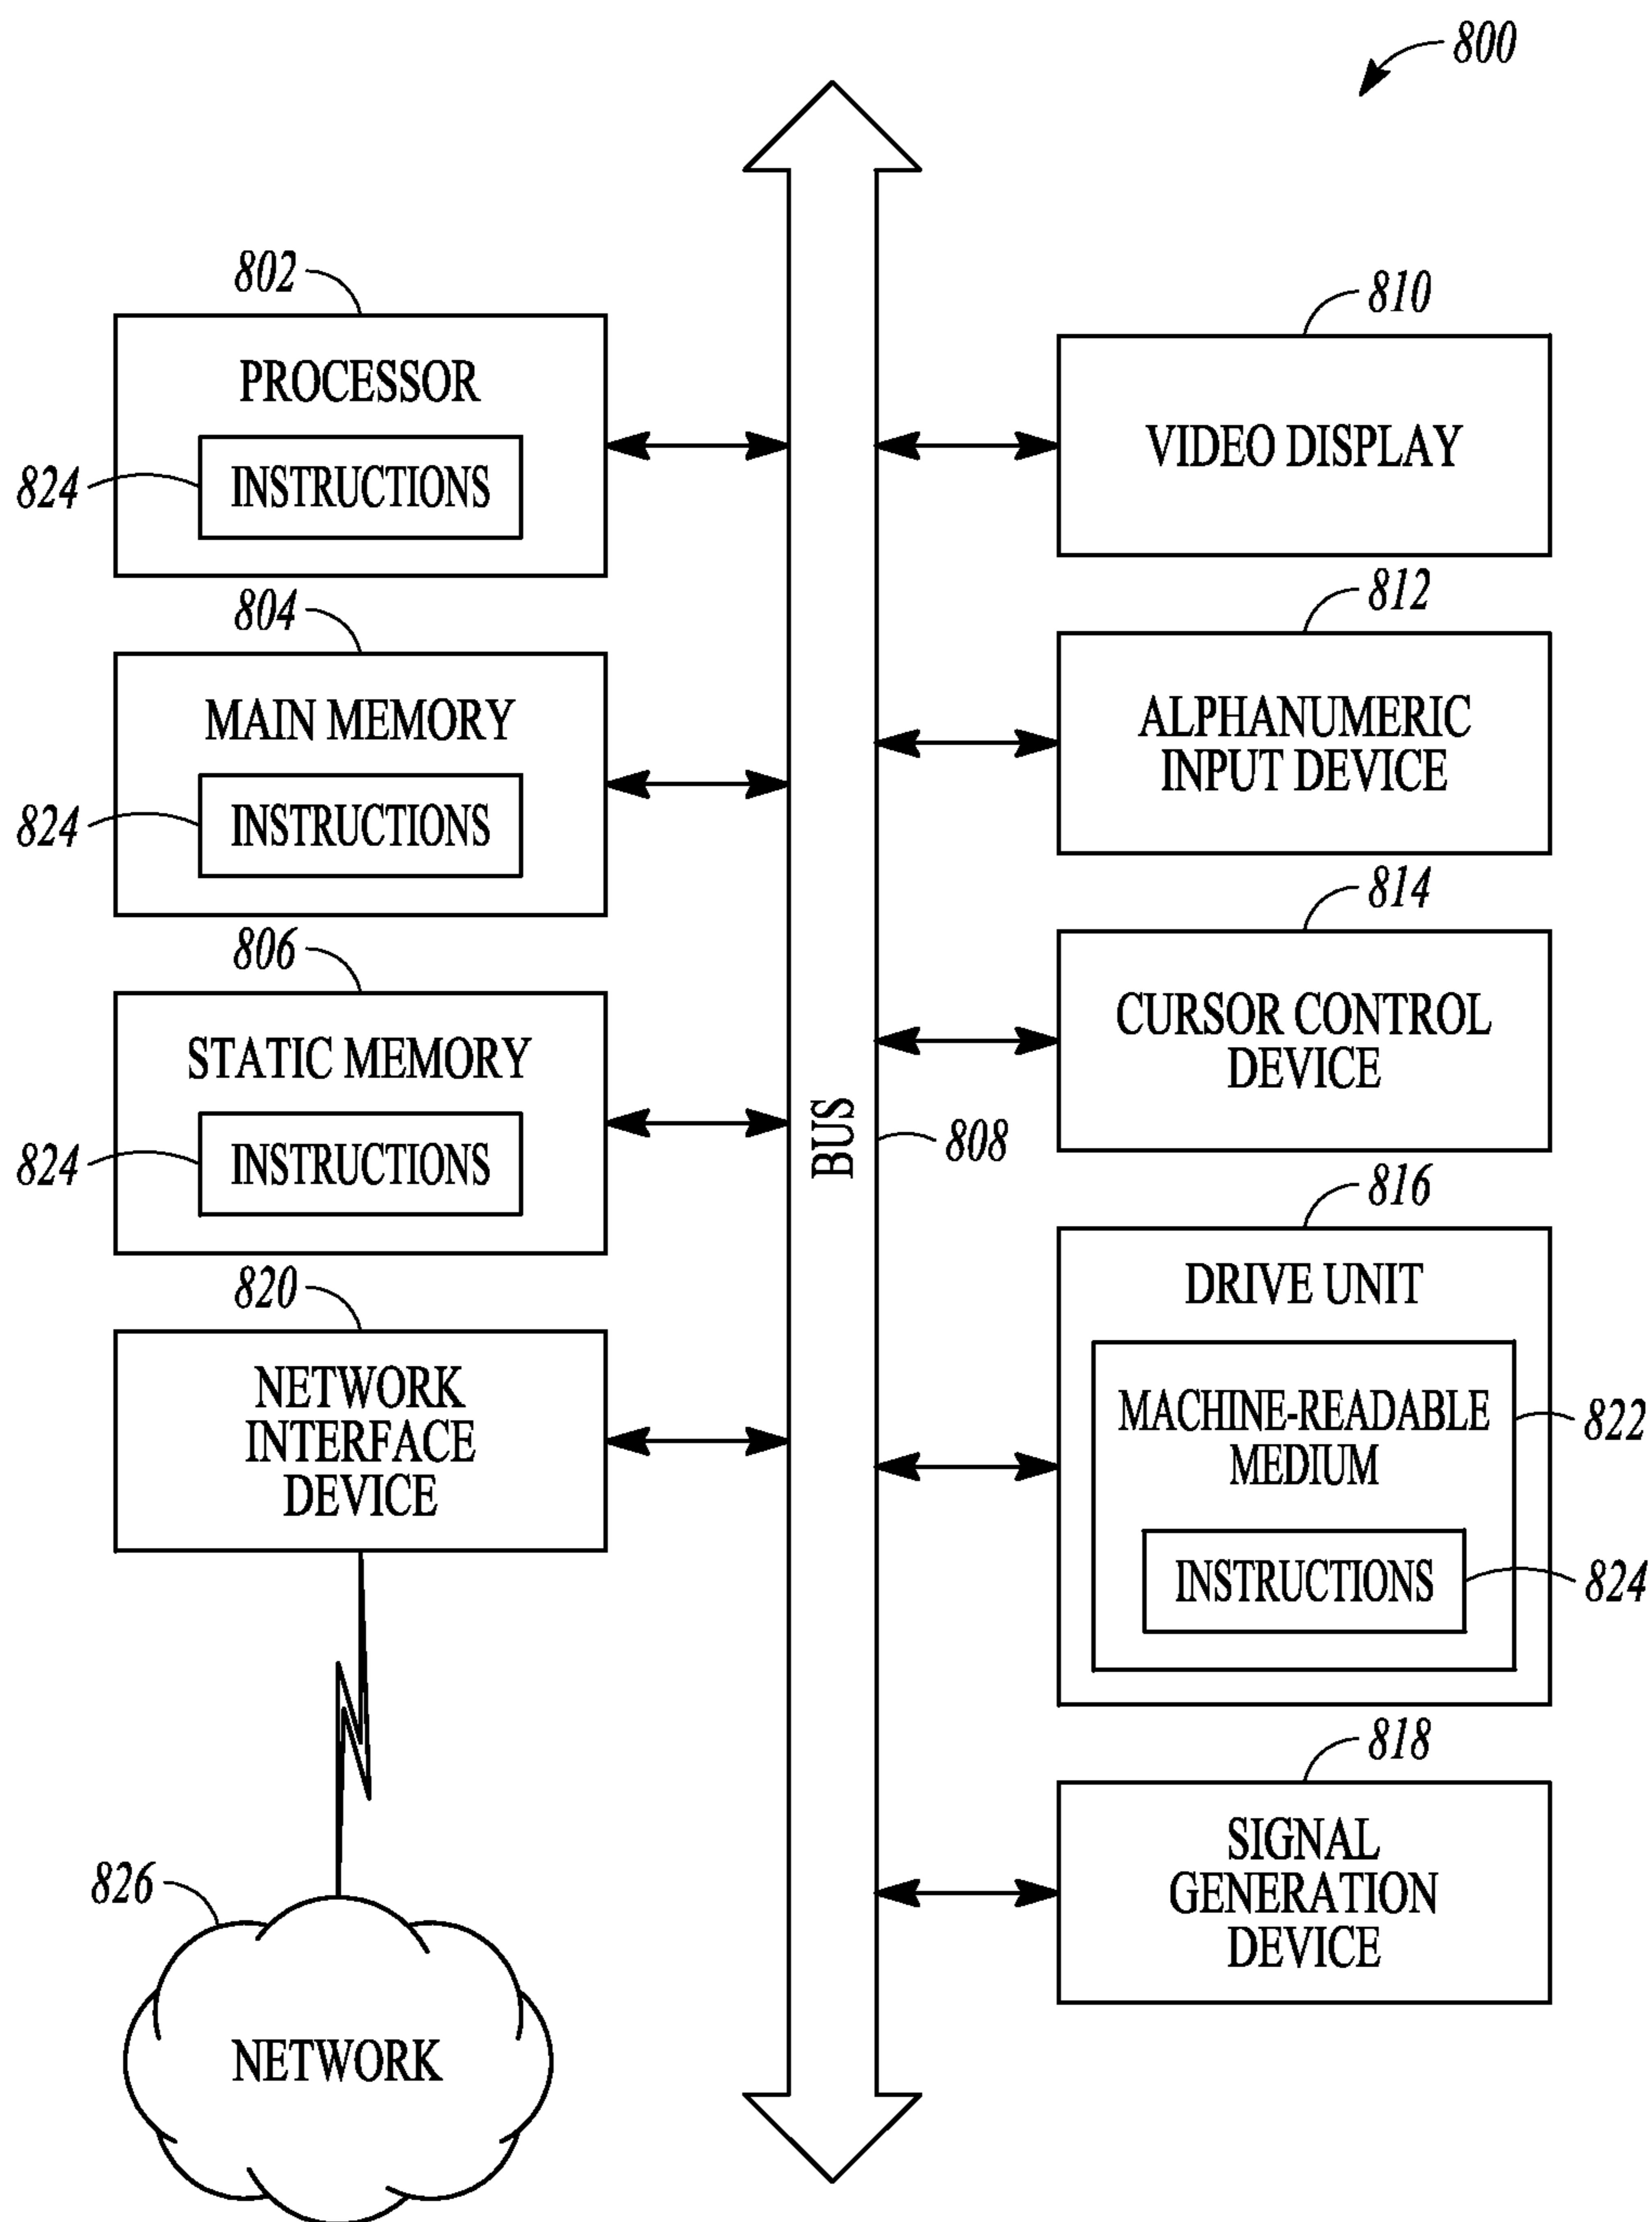 800
802
PROCESSOR
824
INSTRUCTIONS
804
MAIN MEMORY
824
INSTRUCTIONS
806
STATIC MEMORY
824
INSTRUCTIONS
820
NETWORK
INTERFACE
DEVICE
826
NETWORK
BUS
808
810
VIDEO DISPLAY
812
ALPHANUMERIC
INPUT DEVICE
814
CURSOR CONTROL
DEVICE
816
DRIVE UNIT
MACHINE-READABLE
MEDIUM
822
INSTRUCTIONS
824
818
SIGNAL
GENERATION
DEVICE